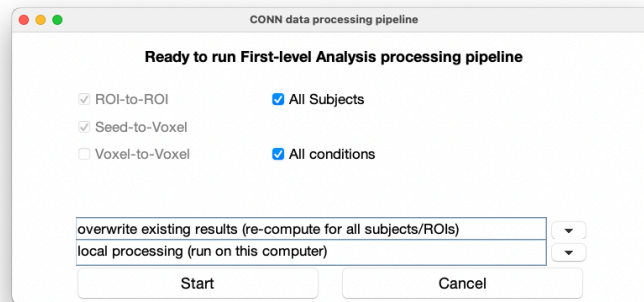 CONN data processing pipeline
Ready to run First-level Analysis processing pipeline
ROI-to-ROI All Subjects
Seed-to-Voxel
Voxel-to-Voxel All conditions
overwrite existing results (re-compute for all subjects/ROIs)
local processing (run on this computer)
Start Cancel